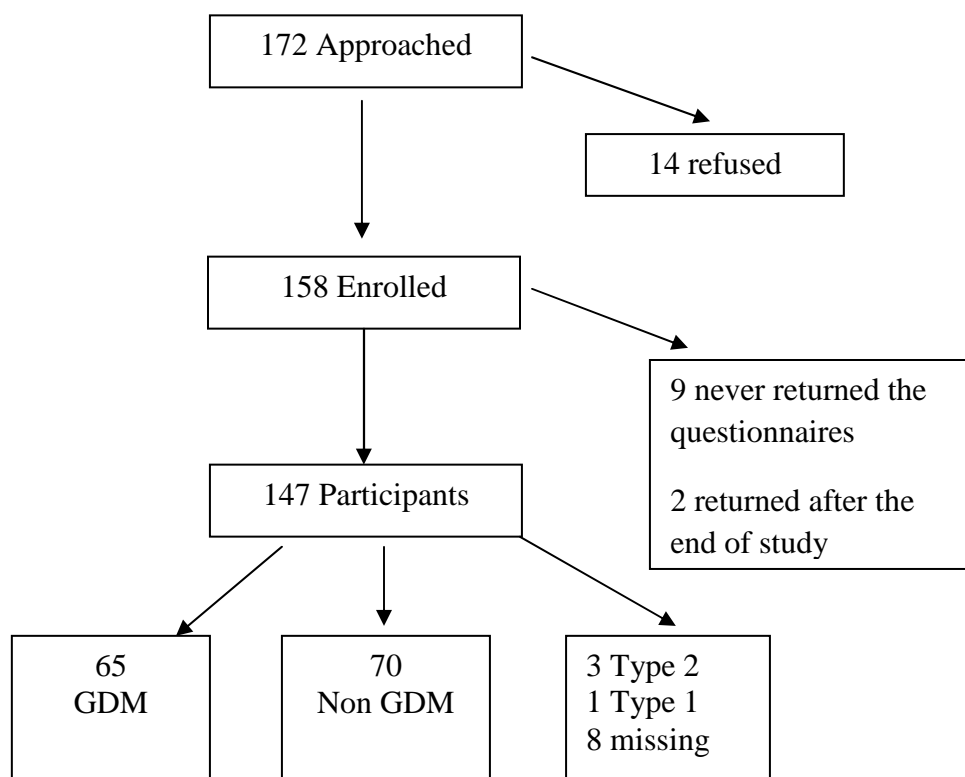 172 Approached
14 refused
158 Enrolled
9 never returned the
questionnaires
2 returned after the
end of study
147 Participants
65
GDM
70
Non GDM
3 Type 2
1 Type 1
8 missing